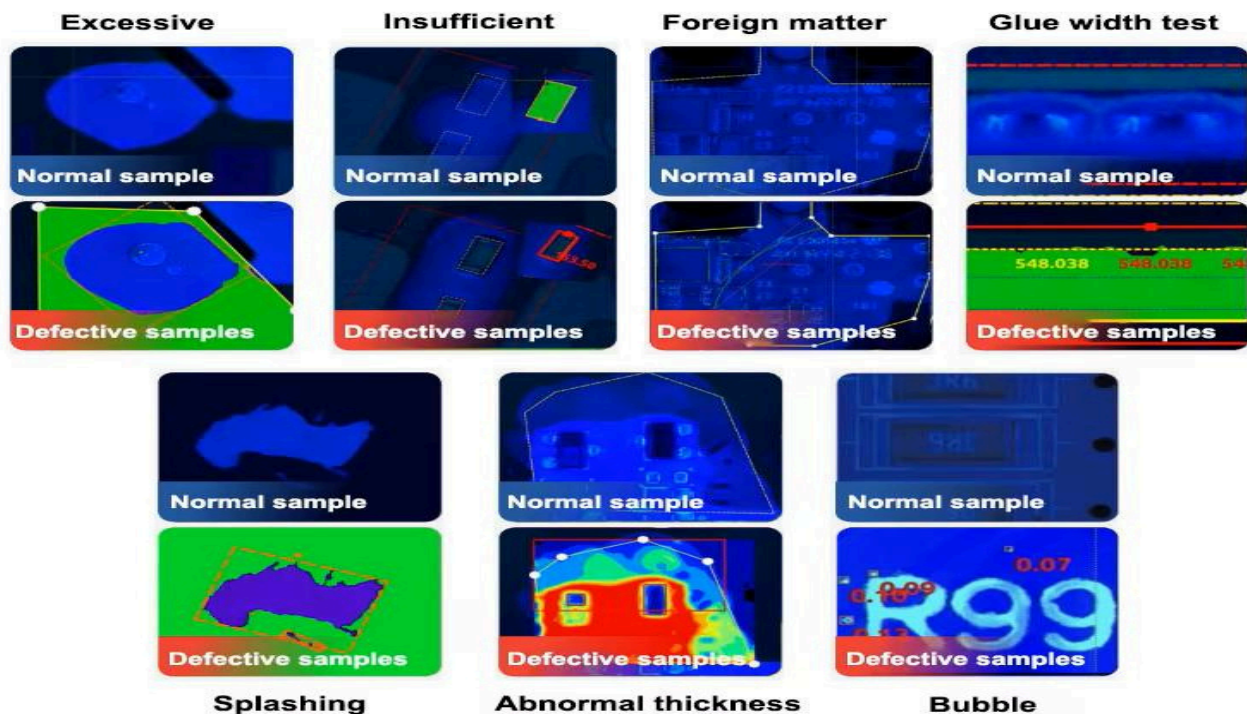 Excessive
Insufficient
Foreign matter
Glue width test
Normal sample
Normal sample
Normal sample
Normal sample
Defective samples
Defective samples
Defective samples
548.038
548.038
Defective samples
Normal sample
Normal sample
Normal sample
Defective samples
Defective samples
0.07
0.09
R99
Defective samples
Splashing
Abnormal thickness
Bubble